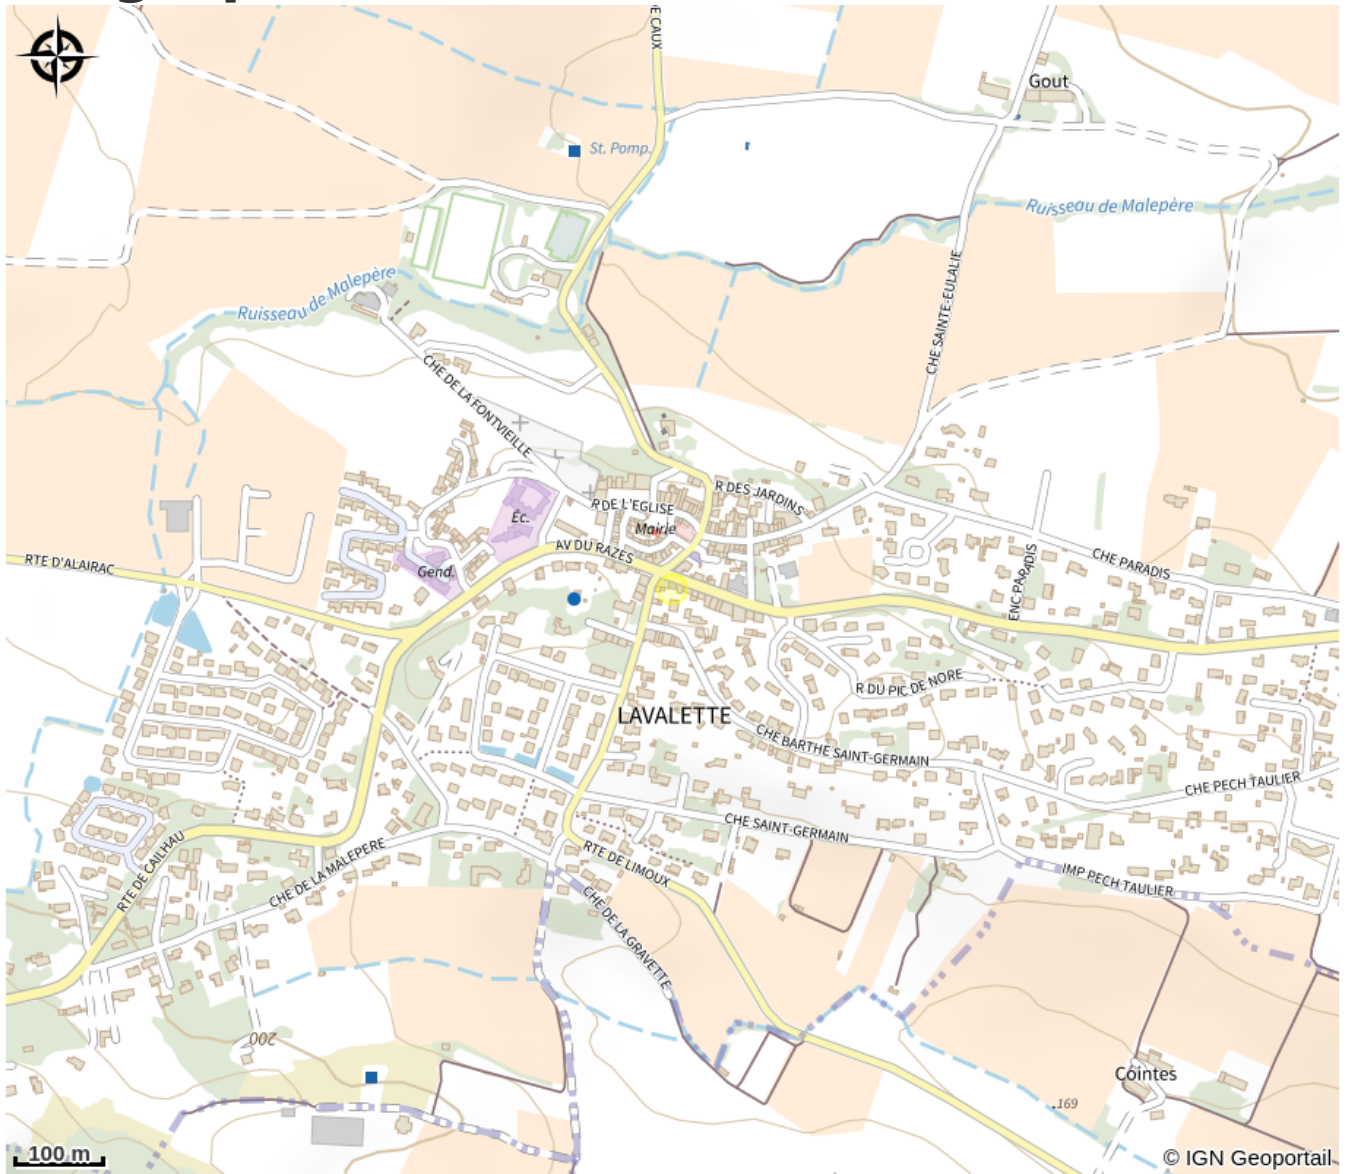 E CAUX
Gout
St. Pomp.
Ruisseau de Malepère
Ruisseau de Malepère
CHE SAINTE-EULALIE
CHE DE LA FONTVIEILLE
R DES JARDINS
R DE L'EGLISE
Éc.
Mairie
AV DU RAZES
CHE PARADIS
RTE D'ALAIRAC
Gend.
ENC PARADIS
R DU PIC DE NORE
LAVALETTE
CHE BARTHE SAINT-GERMAIN
CHE PECH TAULIER
CHE SAINT-GERMAIN
RTE DE CAILHAU
CHE DE LA MALEPERE
RTE DE LIMOUX
IMP PECH TAULIER
CHE DE LA GRAVETTE
200
Cointes
.169
100 m
© IGN Geoportail